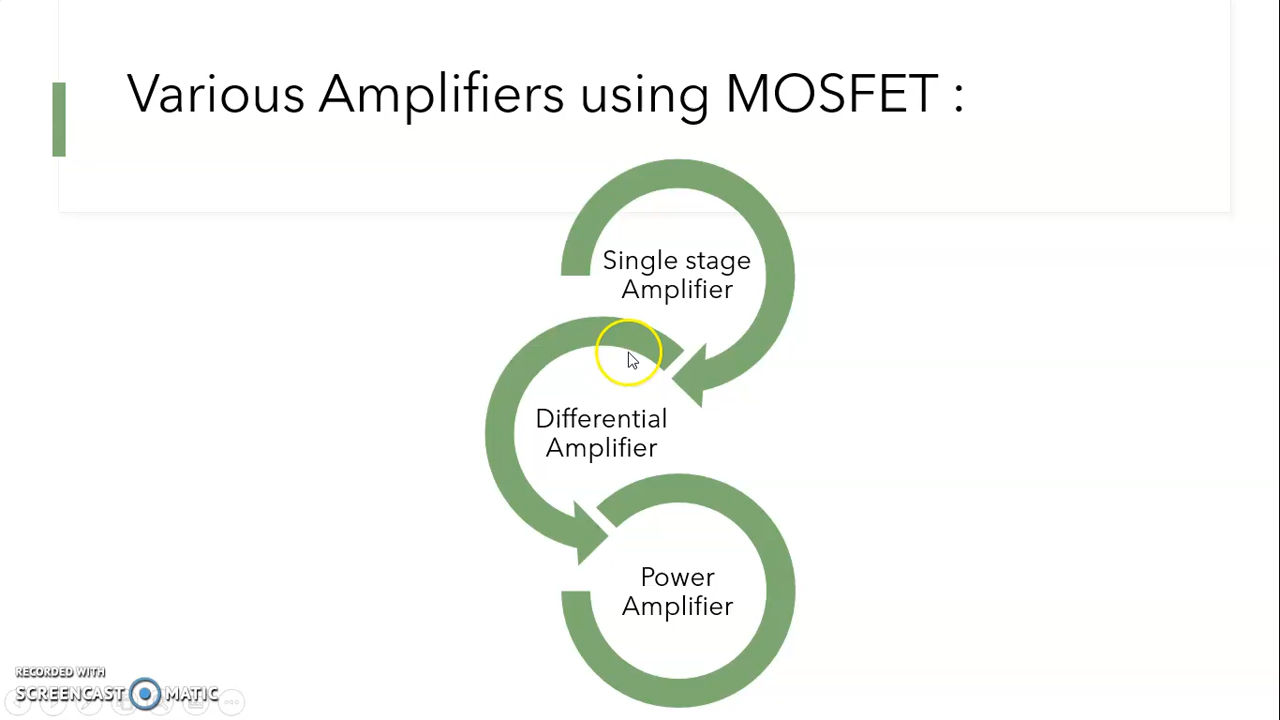 Various Amplifiers using MOSFET :
Single stage
Amplifier
Differential
Amplifier
Power
Amplifier
RECORDED WITH
SCREENCAST MATIC